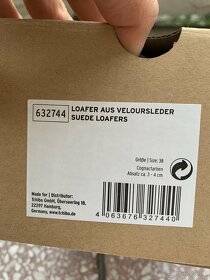 632744
LOAFER AUS VELOURSLEDER
SUEDE LOAFERS
Größe | Size: 38
Cognacfarben
Absatz ca. 3 - 4 cm
Made for | Distributor:
Tchibo GmbH, Überseering 18,
22297 Hamburg,
Germany, www.tchibo.de
4 063676 327440